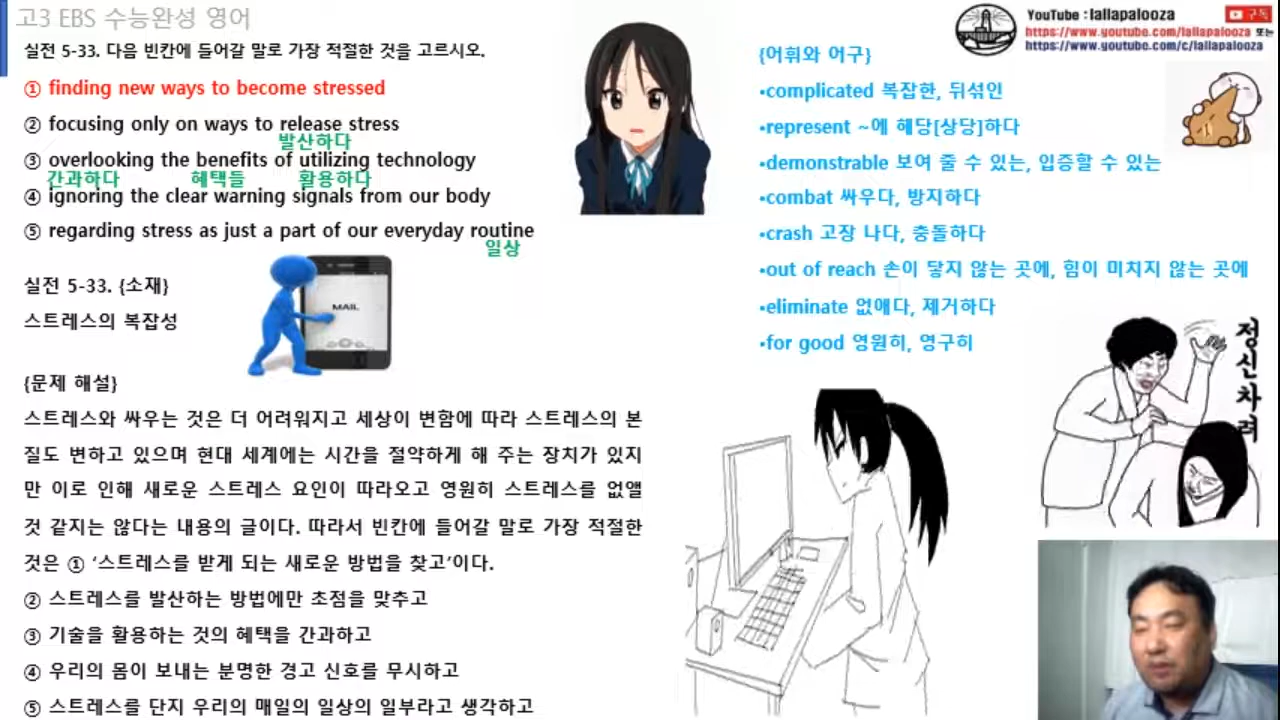 고3 EBS 수능완성 영어
실전 5-33. 다음 빈칸에 들어갈 말로 가장 적절한 것을 고르시오.
① finding new ways to become stressed
② focusing only on ways to release stress
발산하다
③ overlooking the benefits of utilizing technology
간과하다 혜택들 활용하다
④ ignoring the clear warning signals from our body
⑤ regarding stress as just a part of our everyday routine
일상
실전 5-33. {소재}
스트레스의 복잡성
MAIL
{문제 해설}
스트레스와 싸우는 것은 더 어려워지고 세상이 변함에 따라 스트레스의 본
질도 변하고 있으며 현대 세계에는 시간을 절약하게 해 주는 장치가 있지
만 이로 인해 새로운 스트레스 요인이 따라오고 영원히 스트레스를 없앨
것 같지는 않다는 내용의 글이다. 따라서 빈칸에 들어갈 말로 가장 적절한
것은 ① ‘스트레스를 받게 되는 새로운 방법을 찾고’이다.
② 스트레스를 발산하는 방법에만 초점을 맞추고
③ 기술을 활용하는 것의 혜택을 간과하고
④ 우리의 몸이 보내는 분명한 경고 신호를 무시하고
⑤ 스트레스를 단지 우리의 매일의 일상의 일부라고 생각하고
{어휘와 어구}
•complicated 복잡한, 뒤섞인
•represent ~에 해당[상당]하다
•demonstrable 보여 줄 수 있는, 입증할 수 있는
•combat 싸우다, 방지하다
•crash 고장 나다, 충돌하다
•out of reach 손이 닿지 않는 곳에, 힘이 미치지 않는 곳에
•eliminate 없애다, 제거하다
•for good 영원히, 영구히
YouTube : lallapalooza 구독
https://www.youtube.com/lallapalooza 또는
https://www.youtube.com/c/lallapalooza
정신차려